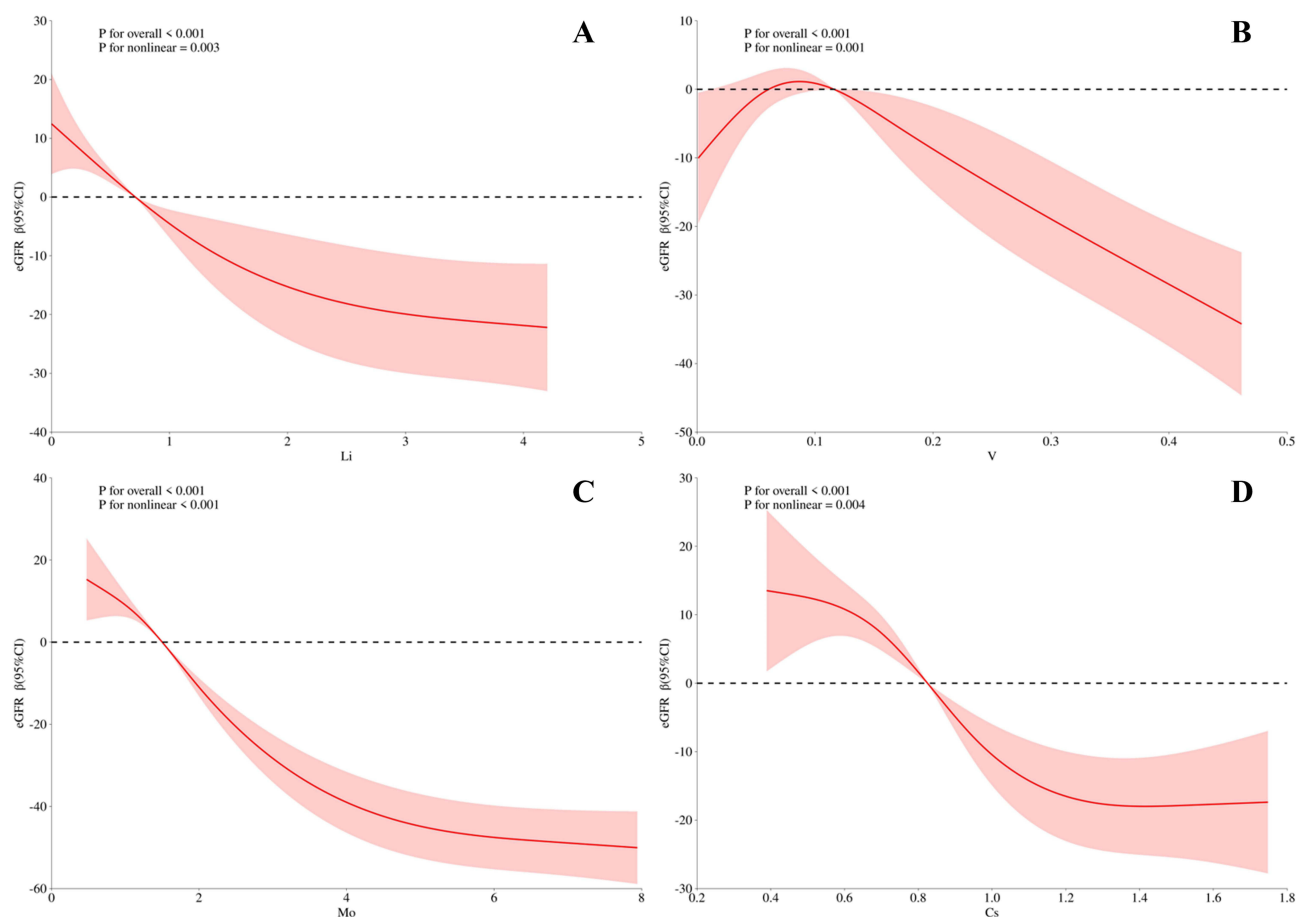 A
P for overall < 0.001
P for nonlinear = 0.003
eGFR β(95%CI)
30
20
10
0
-10
-20
-30
-40
0 1 2 3 4 5
Li
B
P for overall < 0.001
P for nonlinear = 0.001
eGFR β(95%CI)
10
0
-10
-20
-30
-40
-50
0.0 0.1 0.2 0.3 0.4 0.5
V
C
P for overall < 0.001
P for nonlinear < 0.001
eGFR β(95%CI)
40
20
0
-20
-40
-60
0 2 4 6 8
Mo
D
P for overall < 0.001
P for nonlinear = 0.004
eGFR β(95%CI)
30
20
10
0
-10
-20
-30
0.2 0.4 0.6 0.8 1.0 1.2 1.4 1.6 1.8
Cs